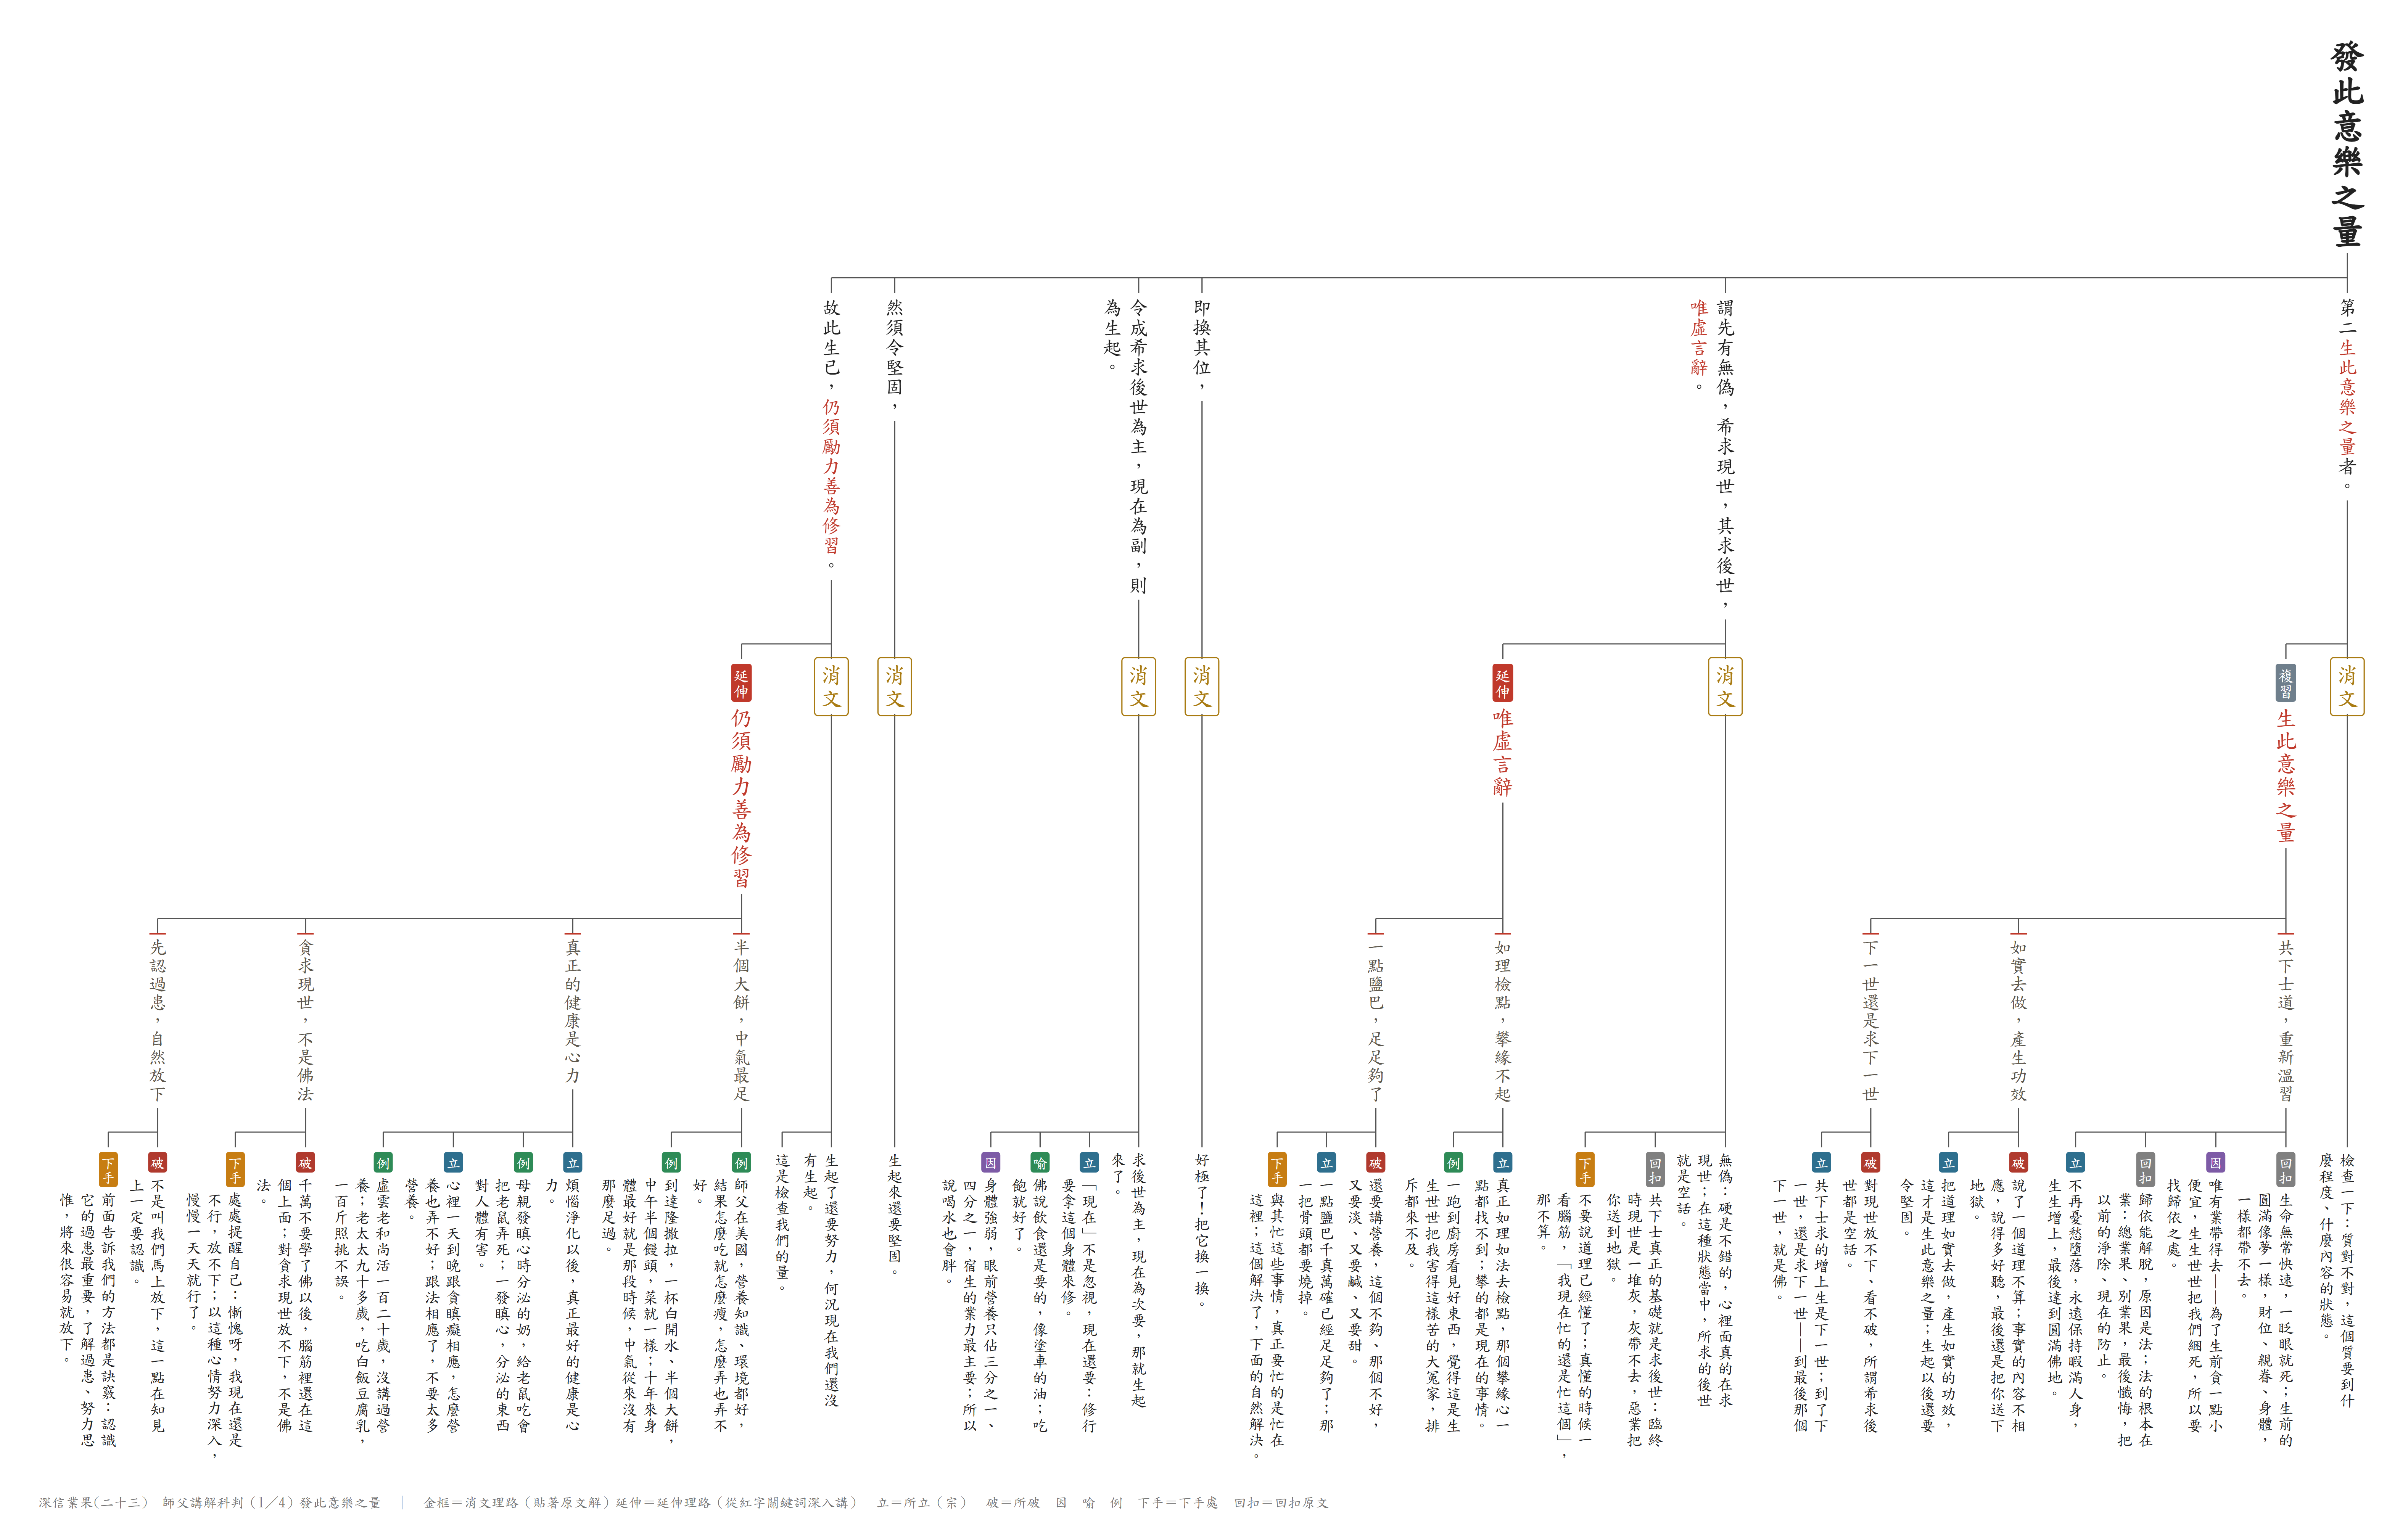 發此意樂之量
第二生此意樂之量者。
消文
檢查一下：質對不對，這個質要到什
麼程度、什麼內容的狀態。
複習
生此意樂之量
共下士道，重新溫習
回扣
生命無常快速，一眨眼就死；生前的
圓滿像夢一樣，財位、親眷、身體，
一樣都帶不去。
因
唯有業帶得去——為了生前貪一點小
便宜，生生世世把我們綑死，所以要
找歸依之處。
回扣
歸依能解脫，原因是法；法的根本在
業：總業果、別業果，最後懺悔，把
以前的淨除、現在的防止。
立
不再憂愁墮落，永遠保持暇滿人身，
生生增上，最後達到圓滿佛地。
如實去做，產生功效
破
說了一個道理不算；事實的內容不相
應，說得多好聽，最後還是把你送下
地獄。
立
把道理如實去做，產生如實的功效，
這才是生此意樂之量；生起以後還要
令堅固。
下一世還是求下一世
破
對現世放不下、看不破，所謂希求後
世都是空話。
立
共下士求的增上生是下一世；到了下
一世，還是求下一世——到最後那個
下一世，就是佛。
謂先有無偽，希求現世，其求後世，
唯虛言辭。
消文
無偽：硬是不錯的，心裡面真的在求
現世；在這種狀態當中，所求的後世
就是空話。
回扣
共下士真正的基礎就是求後世：臨終
時現世是一堆灰，灰帶不去，惡業把
你送到地獄。
下手
不要說道理已經懂了；真懂的時候一
看腦筋，「我現在忙的還是忙這個」，
那不算。
延伸
唯虛言辭
如理檢點，攀緣不起
立
真正如理如法去檢點，那個攀緣心一
點都找不到；攀的都是現在的事情。
例
一跑到廚房看見好東西，覺得這是生
生世世把我害得這樣苦的大冤家，排
斥都來不及。
一點鹽巴，足足夠了
破
還要講營養，這個不夠、那個不好，
又要淡、又要鹹、又要甜。
立
一點鹽巴千真萬確已經足足夠了；那
一把骨頭都要燒掉。
下手
與其忙這些事情，真正要忙的是忙在
這裡；這個解決了，下面的自然解決。
即換其位，
消文
好極了！把它換一換。
令成希求後世為主，現在為副，則
為生起。
消文
求後世為主，現在為次要，那就生起
來了。
立
「現在」不是忽視，現在還要：修行
要拿這個身體來修。
喻
佛說飲食還是要的，像塗車的油；吃
飽就好了。
因
身體強弱，眼前營養只佔三分之一、
四分之一，宿生的業力最主要；所以
說喝水也會胖。
然須令堅固，
消文
生起來還要堅固。
故此生已，仍須勵力善為修習。
消文
生起了還要努力，何況現在我們還沒
有生起。
這是檢查我們的量。
延伸
仍須勵力善為修習
半個大餅，中氣最足
例
師父在美國，營養知識、環境都好，
結果怎麼吃就怎麼瘦，怎麼弄也弄不
好。
例
到達隆撒拉，一杯白開水、半個大餅，
中午半個饅頭，菜就一樣；十年來身
體最好就是那段時候，中氣從來沒有
那麼足過。
真正的健康是心力
立
煩惱淨化以後，真正最好的健康是心
力。
例
母親發瞋心時分泌的奶，給老鼠吃會
把老鼠弄死；一發瞋心，分泌的東西
對人體有害。
立
心裡一天到晚跟貪瞋癡相應，怎麼營
養也弄不好；跟法相應了，不要太多
營養。
例
虛雲老和尚活一百二十歲，沒講過營
養；老太太九十多歲，吃白飯豆腐乳，
一百斤照挑不誤。
貪求現世，不是佛法
破
千萬不要學了佛以後，腦筋裡還在這
個上面；對貪求現世放不下，不是佛
法。
下手
處處提醒自己：慚愧呀，我現在還是
不行，放不下；以這種心情努力深入，
慢慢一天天就行了。
先認過患，自然放下
破
不是叫我們馬上放下，這一點在知見
上一定要認識。
下手
前面告訴我們的方法都是訣竅：認識
它的過患最重要，了解過患、努力思
惟，將來很容易就放下。
深信業果(二十三)　師父講解科判（1／4）發此意樂之量　｜　金框＝消文理路（貼著原文解）延伸＝延伸理路（從紅字關鍵詞深入講）　立＝所立（宗）　破＝所破　因　喻　例　下手＝下手處　回扣＝回扣原文